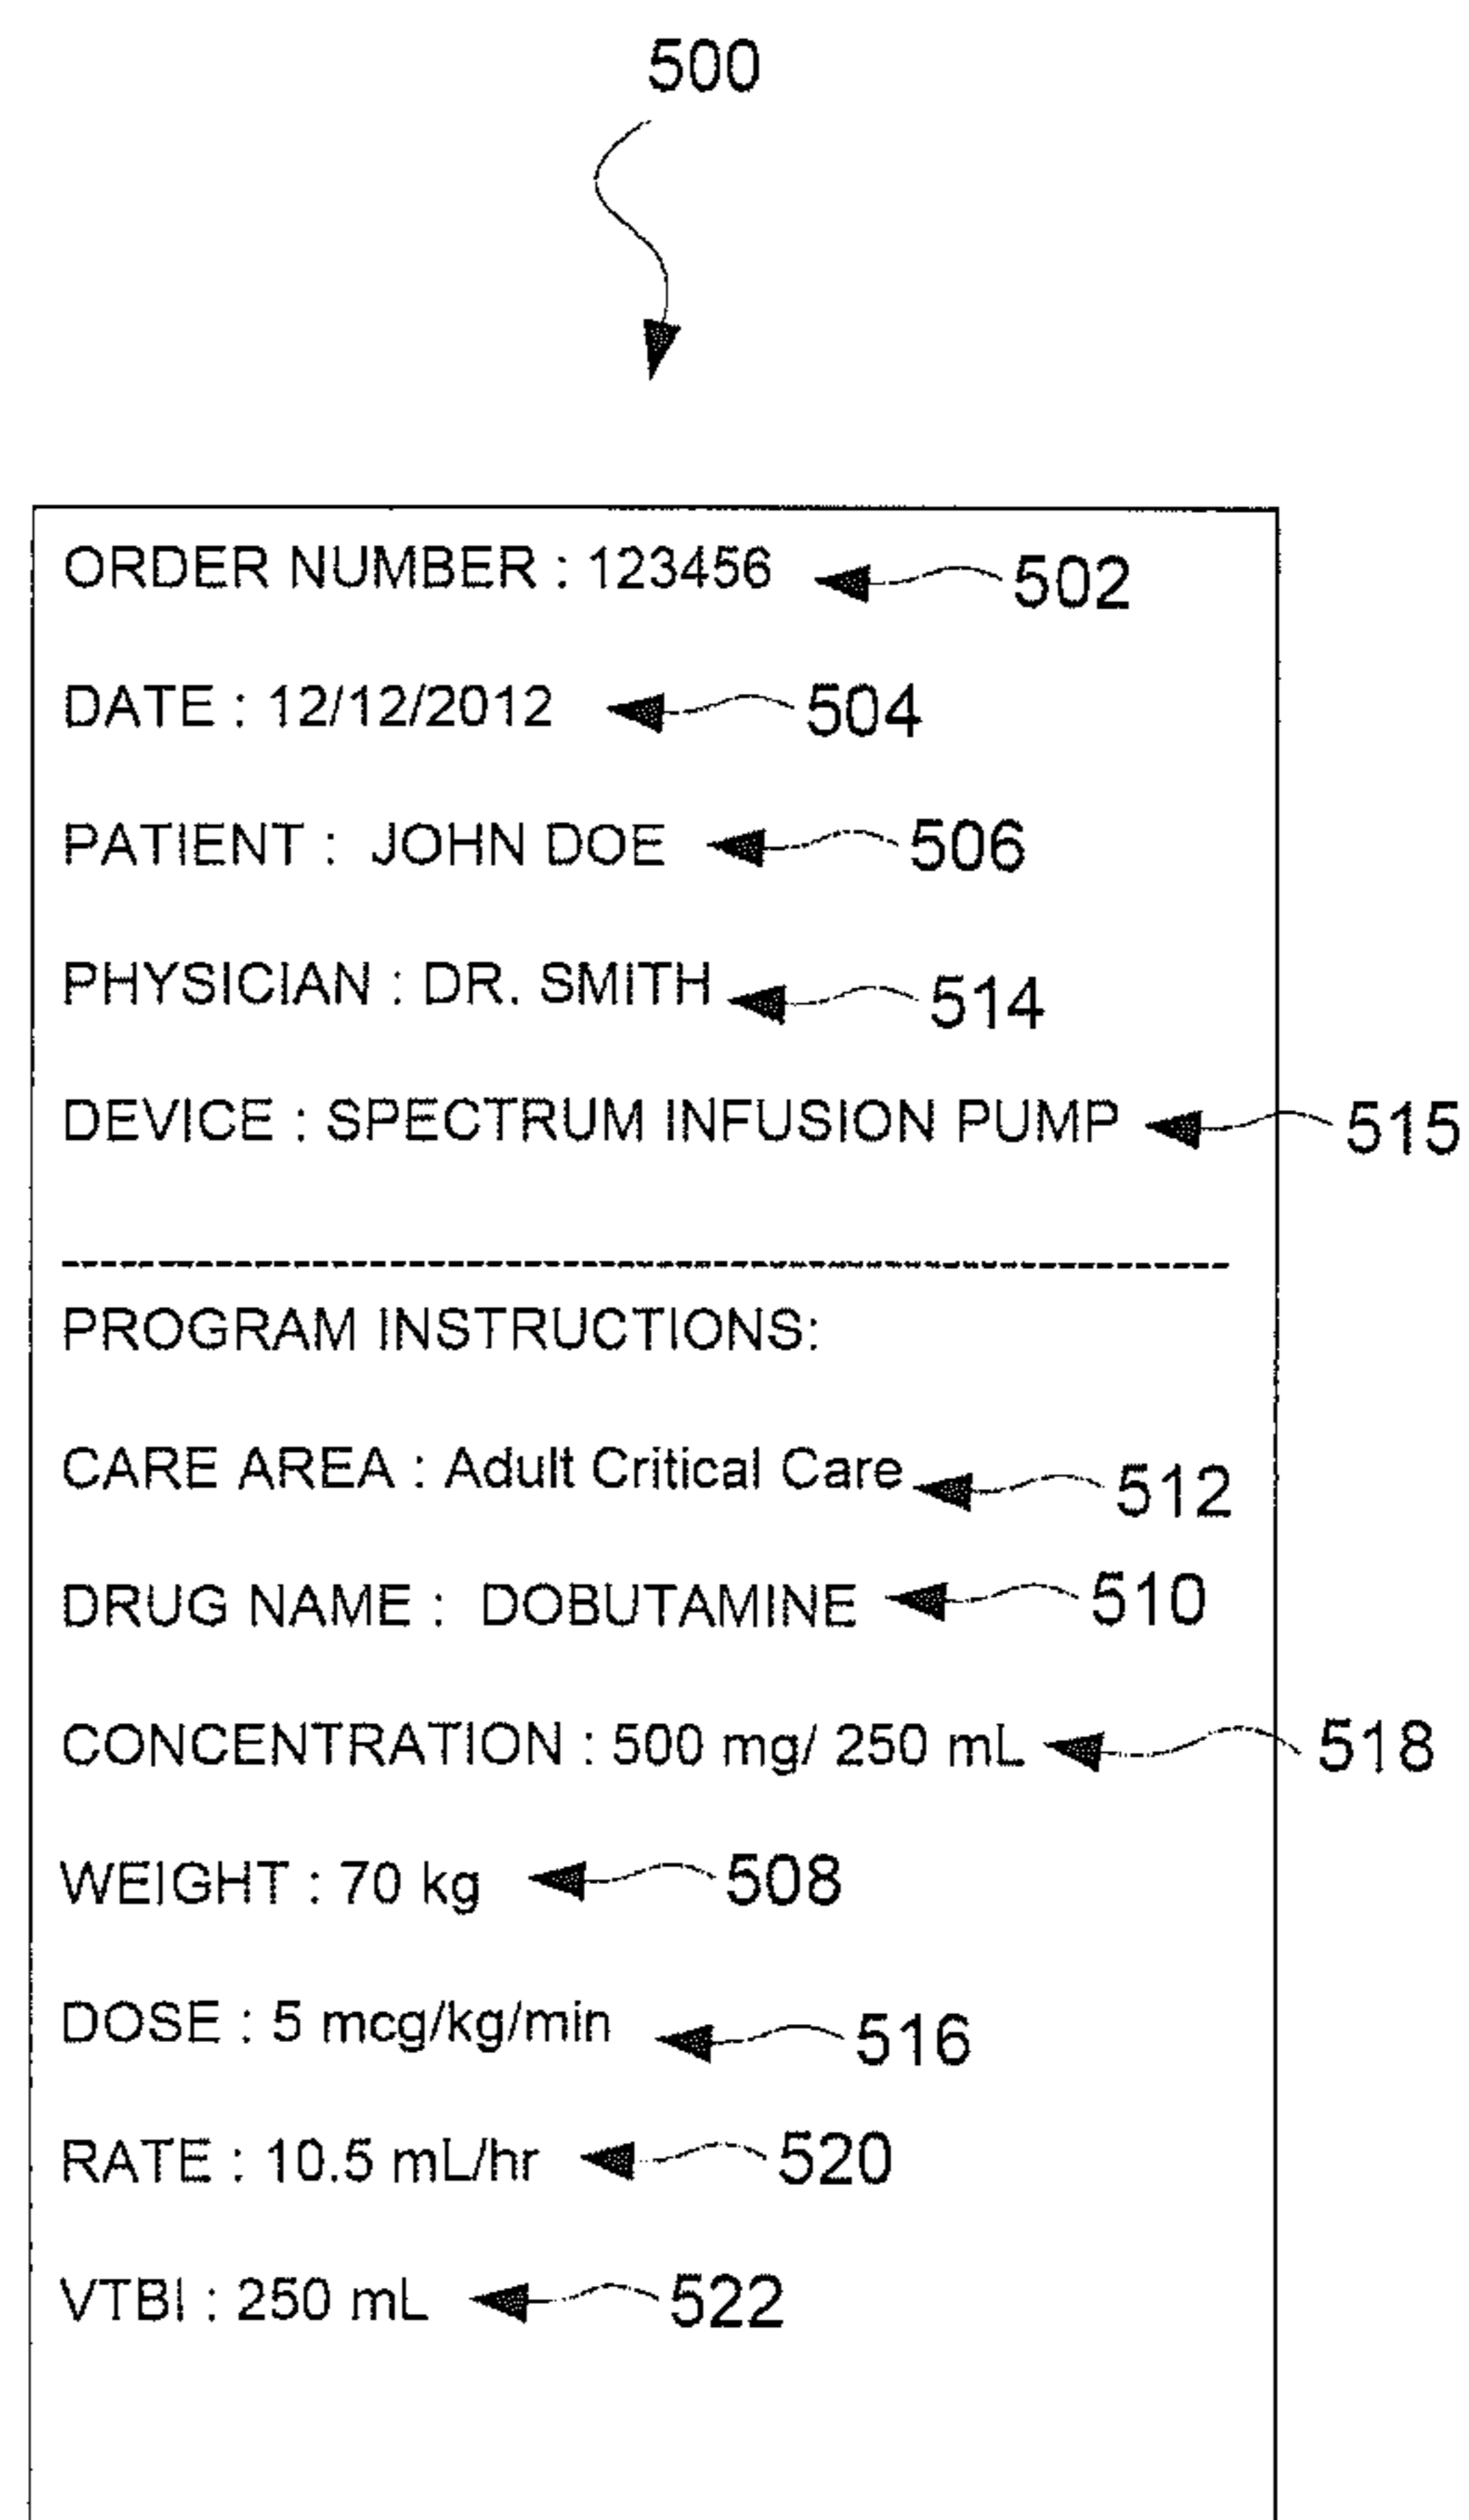 500
ORDER NUMBER : 123456 502
DATE : 12/12/2012 504
PATIENT : JOHN DOE 506
PHYSICIAN : DR. SMITH 514
DEVICE : SPECTRUM INFUSION PUMP 515
PROGRAM INSTRUCTIONS:
CARE AREA : Adult Critical Care 512
DRUG NAME : DOBUTAMINE 510
CONCENTRATION : 500 mg/ 250 mL 518
WEIGHT : 70 kg 508
DOSE : 5 mcg/kg/min 516
RATE : 10.5 mL/hr 520
VTBI : 250 mL 522